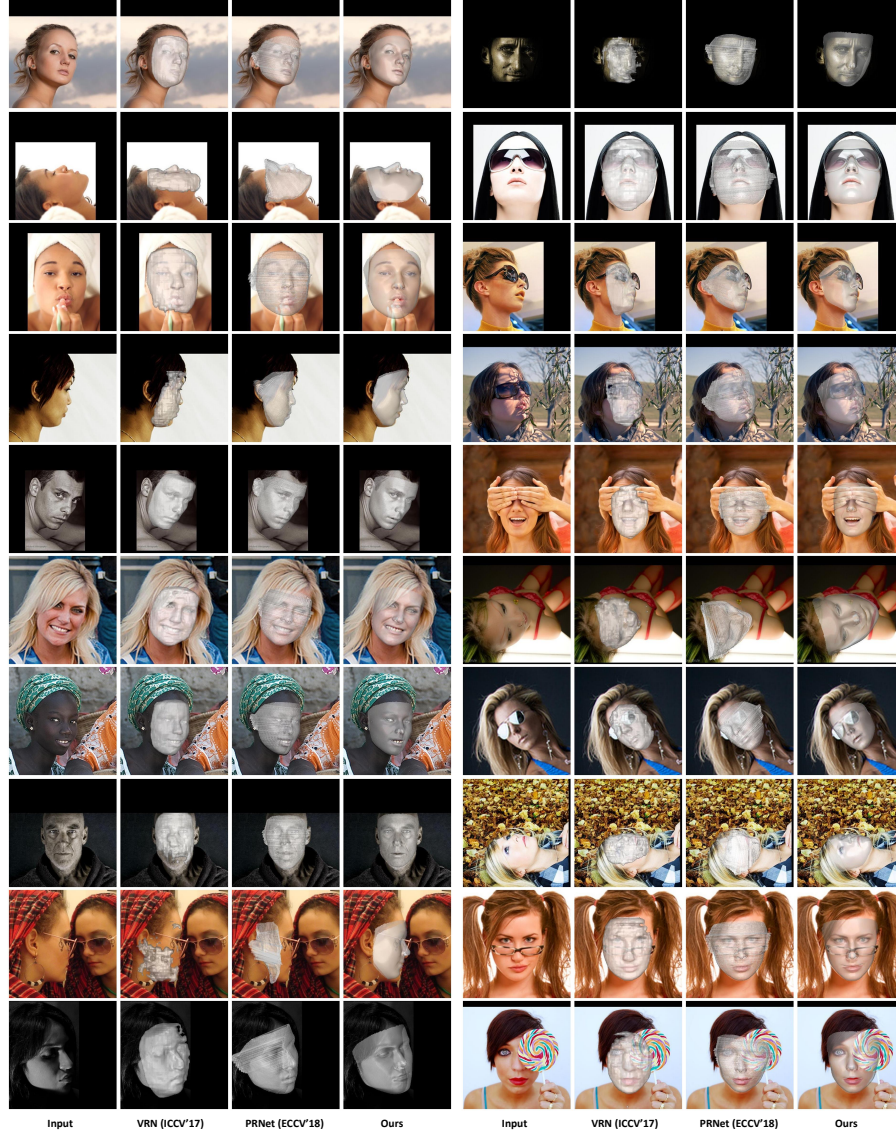 Input VRN (ICCV'17) PRNet (ECCV'18) Ours Input VRN (ICCV'17) PRNet (ECCV'18) Ours